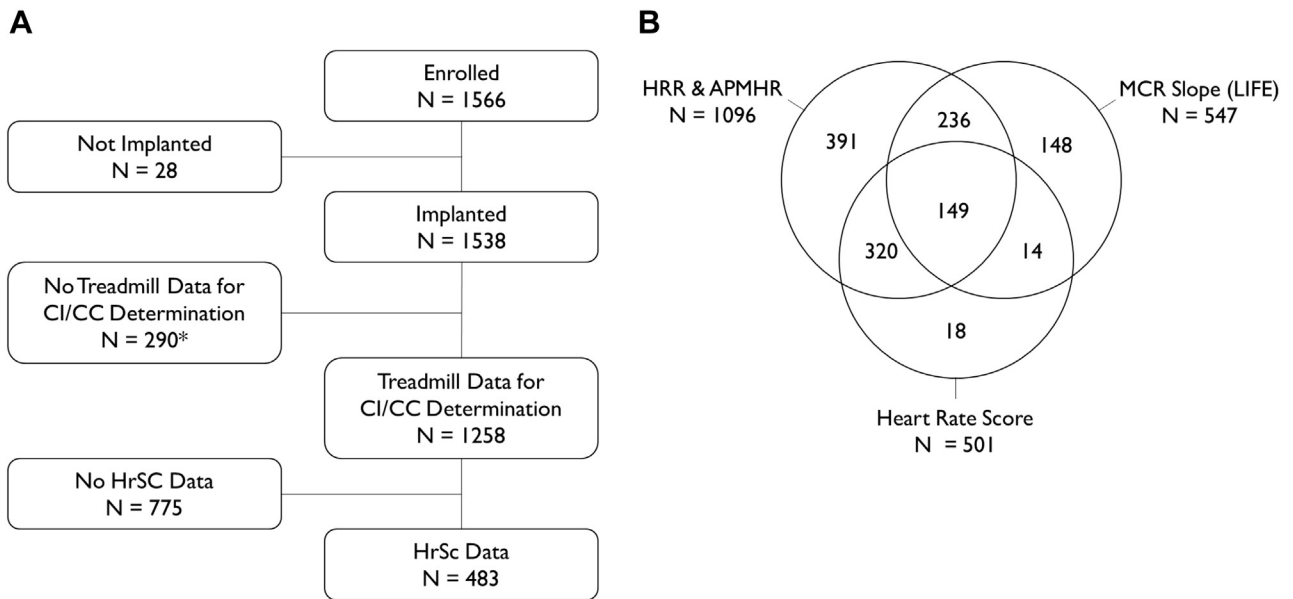 A
Enrolled
N = 1566
Not Implanted
N = 28
Implanted
N = 1538
No Treadmill Data for
CI/CC Determination
N = 290*
Treadmill Data for
CI/CC Determination
N = 1258
No HrSC Data
N = 775
HrSc Data
N = 483
B
HRR & APMHR
N = 1096
MCR Slope (LIFE)
N = 547
391
236
148
149
320
14
18
Heart Rate Score
N = 501